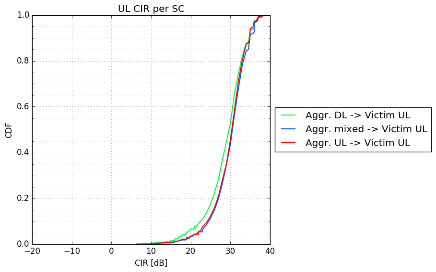 UL CIR per SC
1.0
0.8
0.6
0.4
0.2
0.0
CDF
−20
−10
0
10
20
30
40
CIR [dB]
Aggr. DL -> Victim UL
Aggr. mixed -> Victim UL
Aggr. UL -> Victim UL